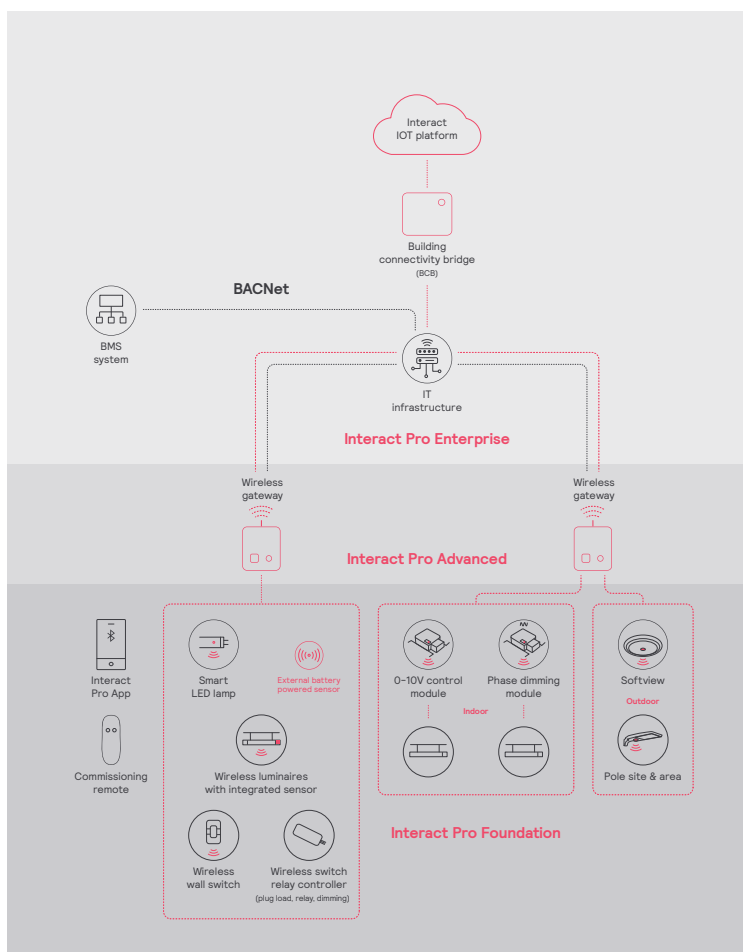 Interact
IOT platform
Building
connectivity bridge
(BCB)
BACNet
BMS
system
IT
infrastructure
Interact Pro Enterprise
Wireless
gateway
Wireless
gateway
Interact Pro Advanced
Interact
Pro App
Smart
LED lamp
External battery
powered sensor
0-10V control
module
Phase dimming
module
Softview
Indoor
Outdoor
Commissioning
remote
Wireless luminaires
with integrated sensor
Pole site & area
Interact Pro Foundation
Wireless
wall switch
Wireless switch
relay controller
(plug load, relay, dimming)